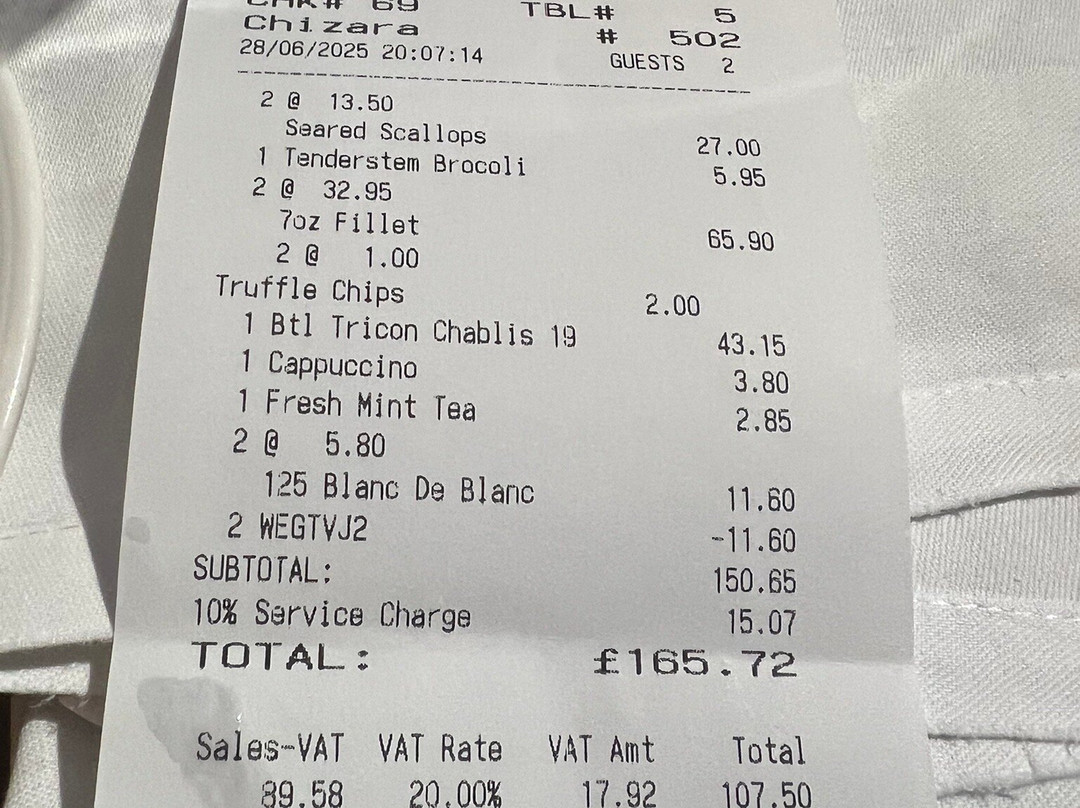 CHK# 69 TBL# 5
Chizara # 502
28/06/2025 20:07:14 GUESTS 2
2 @ 13.50
Seared Scallops 27.00
1 Tenderstem Brocoli 5.95
2 @ 32.95
7oz Fillet 65.90
2 @ 1.00
Truffle Chips 2.00
1 Btl Tricon Chablis 19 43.15
1 Cappuccino 3.80
1 Fresh Mint Tea 2.85
2 @ 5.80
125 Blanc De Blanc 11.60
2 WEGTVJ2 -11.60
SUBTOTAL: 150.65
10% Service Charge 15.07
TOTAL: £165.72
Sales-VAT VAT Rate VAT Amt Total
89.58 20.00% 17.92 107.50